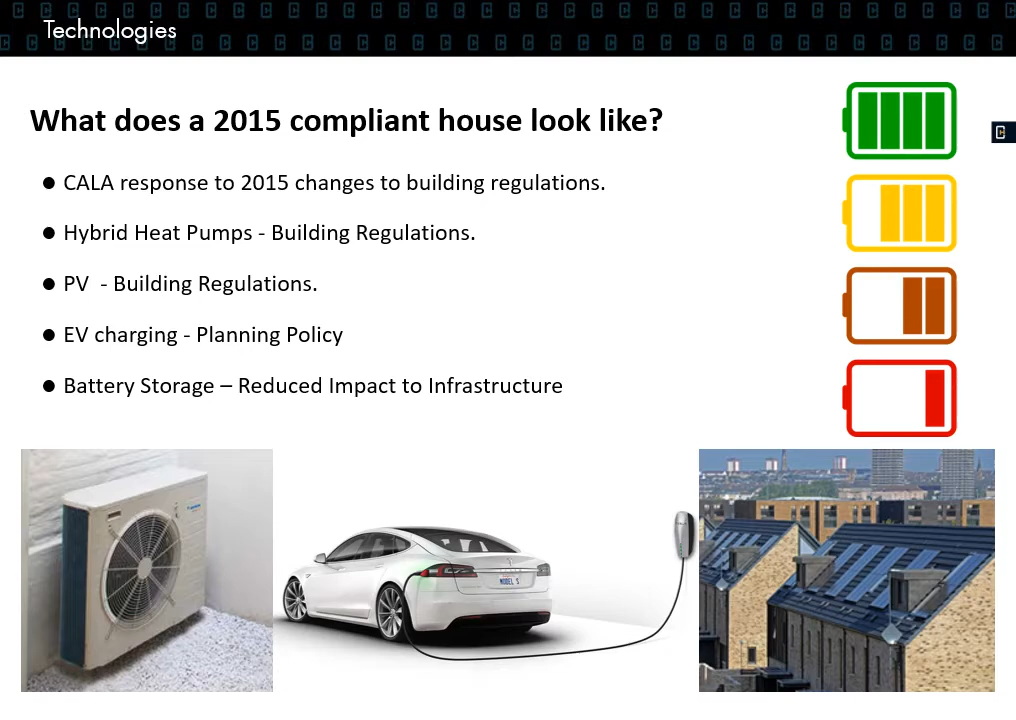 Technologies
What does a 2015 compliant house look like?
● CALA response to 2015 changes to building regulations.
● Hybrid Heat Pumps - Building Regulations.
● PV  - Building Regulations.
● EV charging - Planning Policy
● Battery Storage – Reduced Impact to Infrastructure
MODEL S